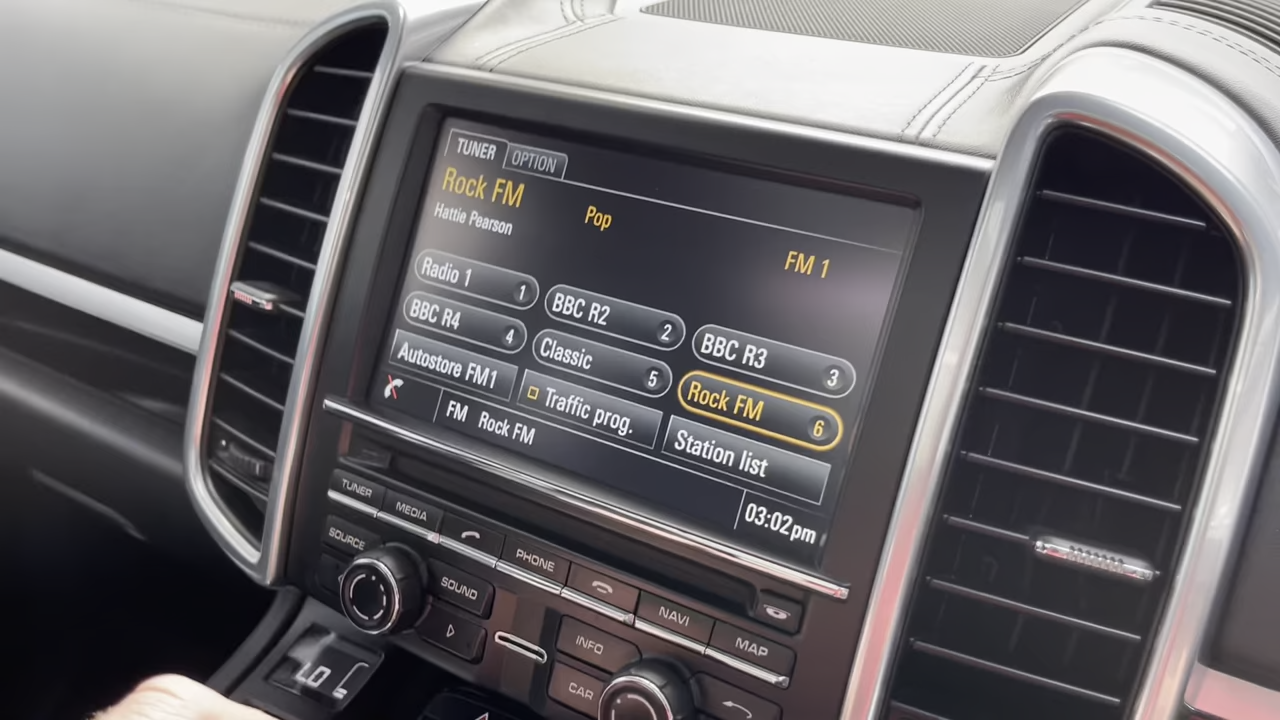 TUNER OPTION
Rock FM
Hattie Pearson
Pop
FM 1
Radio 1 1
BBC R2 2
BBC R3 3
BBC R4 4
Classic 5
Rock FM 6
Autostore FM1
Traffic prog.
Station list
FM Rock FM
03:02pm
TUNER
MEDIA
PHONE
NAVI
MAP
SOURCE
SOUND
INFO
CAR
LO